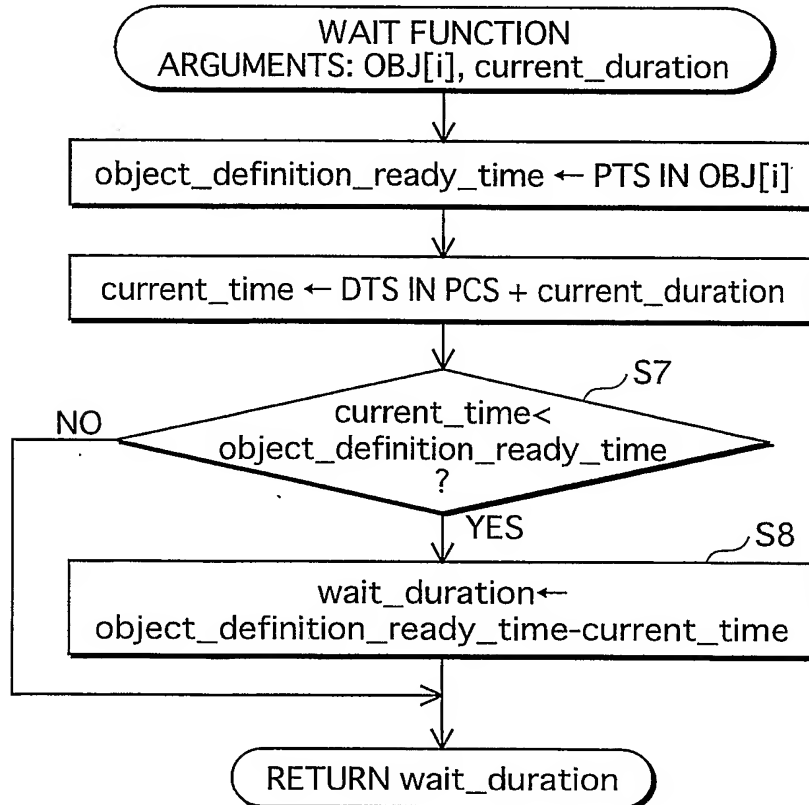 WAIT FUNCTION
ARGUMENTS: OBJ[i], current_duration
object_definition_ready_time ← PTS IN OBJ[i]
current_time ← DTS IN PCS + current_duration
S7
NO
current_time<
object_definition_ready_time
?
YES
S8
wait_duration←
object_definition_ready_time-current_time
RETURN wait_duration